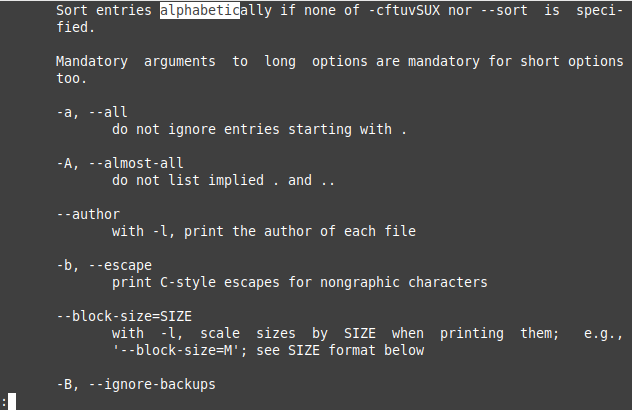 Sort entries alphabetically if none of -cftuvSUX nor --sort is speci-
fied.
Mandatory arguments to long options are mandatory for short options
too.
-a, --all
do not ignore entries starting with .
-A, --almost-all
do not list implied . and ..
--author
with -l, print the author of each file
-b, --escape
print C-style escapes for nongraphic characters
--block-size=SIZE
with -l, scale sizes by SIZE when printing them; e.g.,
'--block-size=M'; see SIZE format below
-B, --ignore-backups
: